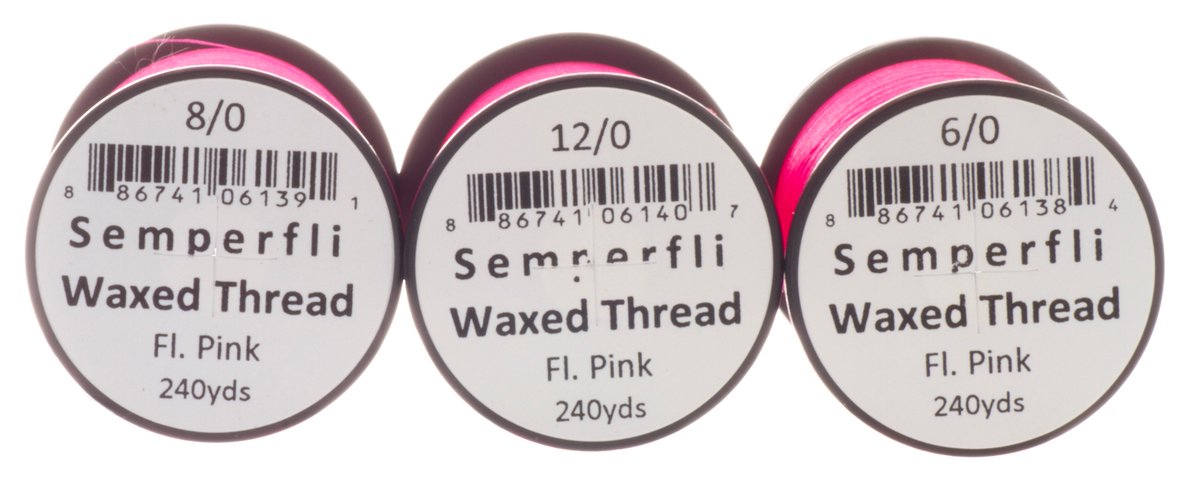 8/0
8 86741 06139 1
Semperfli
Waxed Thread
Fl. Pink
240yds
12/0
8 86741 06140 7
Semperfli
Waxed Thread
Fl. Pink
240yds
6/0
8 86741 06138 4
Semperfli
Waxed Thread
Fl. Pink
240yds